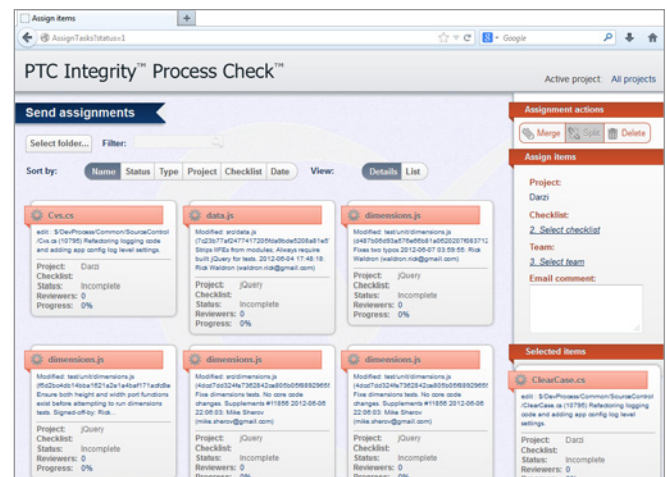 Assign items
AssignTasks?status=1
Google
PTC Integrity™ Process Check™
Active project: All projects
Send assignments
Select folder...
Filter:
Sort by: Name Status Type Project Checklist Date View: Details List
Cvs.cs
edit : $/DevProcess/Common/SourceControl
/Cvs.cs (10795) Refactoring logging code
and adding app config log level settings.
Project: Darzi
Checklist:
Status: Incomplete
Reviewers: 0
Progress: 0%
data.js
Modified: src/data.js
Strips IIFEs from modules; Always require
built jQuery for tests. 2012-06-04 17:48:18:
Rick Waldron (waldron.rick@gmail.com)
Project: jQuery
Checklist:
Status: Incomplete
Reviewers: 0
Progress: 0%
dimensions.js
Modified: test/unit/dimensions.js
Fixes two typos 2012-06-07 03:59:55: Rick
Waldron (waldron.rick@gmail.com)
Project: jQuery
Checklist:
Status: Incomplete
Reviewers: 0
Progress: 0%
dimensions.js
Modified: test/unit/dimensions.js
Ensure both height and width port functions
exist before attempting to run dimensions
tests. Signed-off-by: Rick...
Project: jQuery
Checklist:
Status: Incomplete
Reviewers: 0
Progress: 0%
dimensions.js
Modified: src/dimensions.js
Fixe dimensions tests. No core code
changes. Supplements #11856 2012-06-06
22:06:03: Mike Sherov
(mike.sherov@gmail.com)
Project: jQuery
Checklist:
Status: Incomplete
Reviewers: 0
Progress: 0%
dimensions.js
Modified: test/unit/dimensions.js
Fixe dimensions tests. No core code
changes. Supplements #11856 2012-06-06
22:06:03: Mike Sherov
(mike.sherov@gmail.com)
Project: jQuery
Checklist:
Status: Incomplete
Reviewers: 0
Progress: 0%
Assignment actions
Merge Split Delete
Assign items
Project:
Darzi
Checklist:
2. Select checklist
Team:
3. Select team
Email comment:
Selected items
ClearCase.cs
edit : $/DevProcess/Common/SourceControl
/ClearCase.cs (10795) Refactoring logging
code and adding app config log level
settings.
Project: Darzi
Checklist:
Status: Incomplete
Reviewers: 0
Progress: 0%